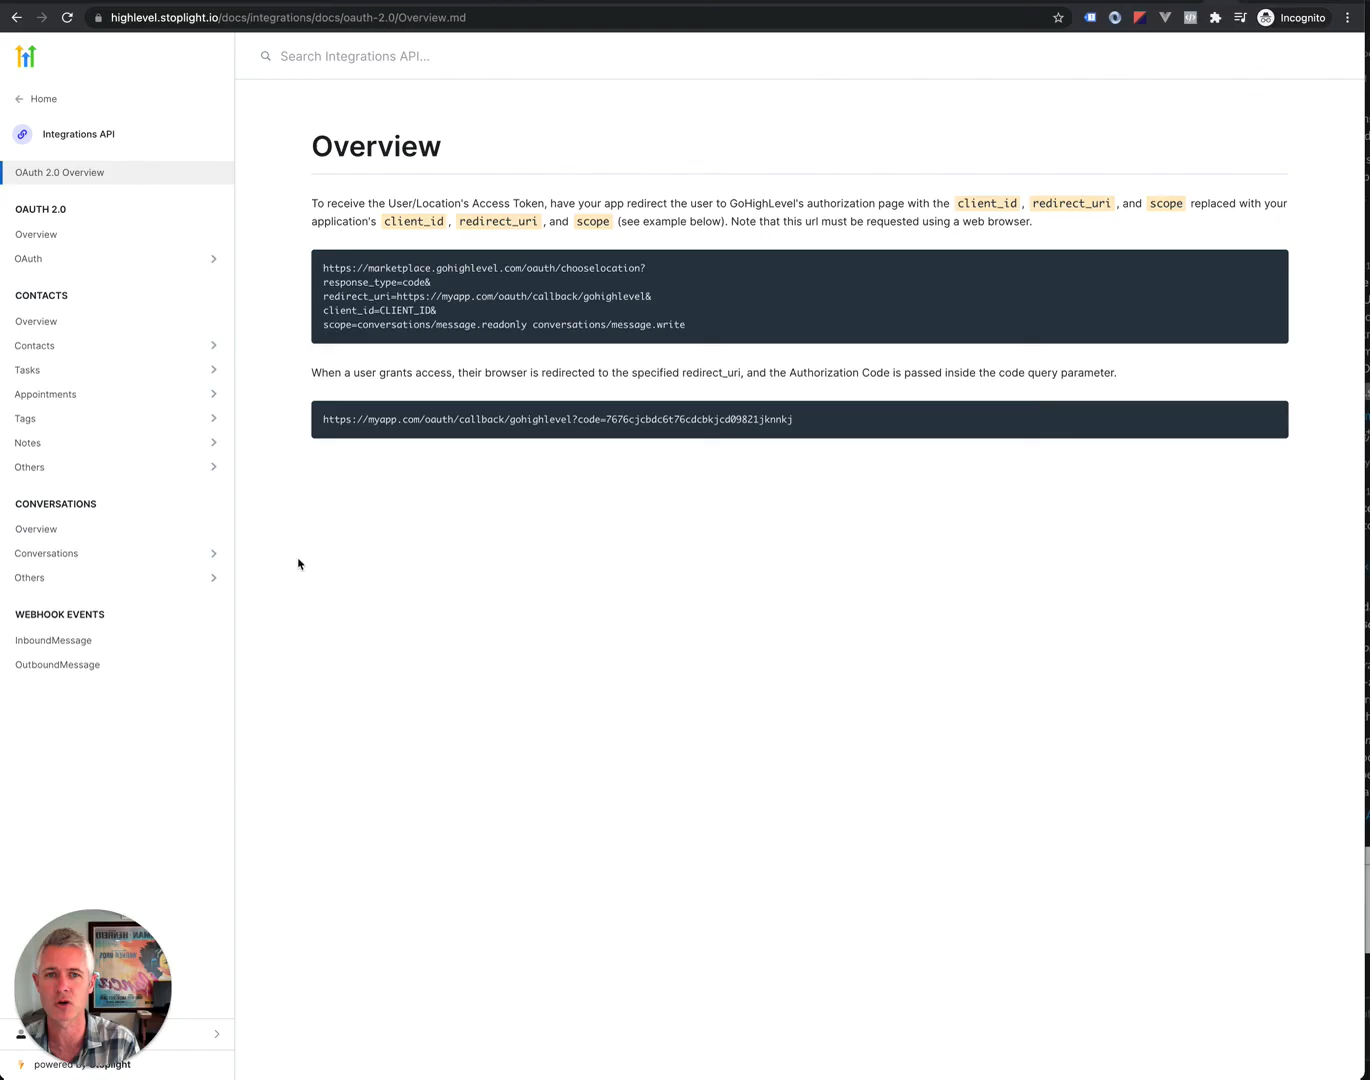 highlevel.stoplight.io/docs/integrations/docs/oauth-2.0/Overview.md
Incognito
Search Integrations API...
Home
Integrations API
OAuth 2.0 Overview
OAUTH 2.0
Overview
OAuth
CONTACTS
Overview
Contacts
Tasks
Appointments
Tags
Notes
Others
CONVERSATIONS
Overview
Conversations
Others
WEBHOOK EVENTS
InboundMessage
OutboundMessage
powered by Stoplight
Overview
To receive the User/Location's Access Token, have your app redirect the user to GoHighLevel's authorization page with the client_id, redirect_uri, and scope replaced with your
application's client_id, redirect_uri, and scope (see example below). Note that this url must be requested using a web browser.
https://marketplace.gohighlevel.com/oauth/chooselocation?
response_type=code&
redirect_uri=https://myapp.com/oauth/callback/gohighlevel&
client_id=CLIENT_ID&
scope=conversations/message.readonly conversations/message.write
When a user grants access, their browser is redirected to the specified redirect_uri, and the Authorization Code is passed inside the code query parameter.
https://myapp.com/oauth/callback/gohighlevel?code=7676cjcbdc6t76cdcbkjcd09821jknnkj